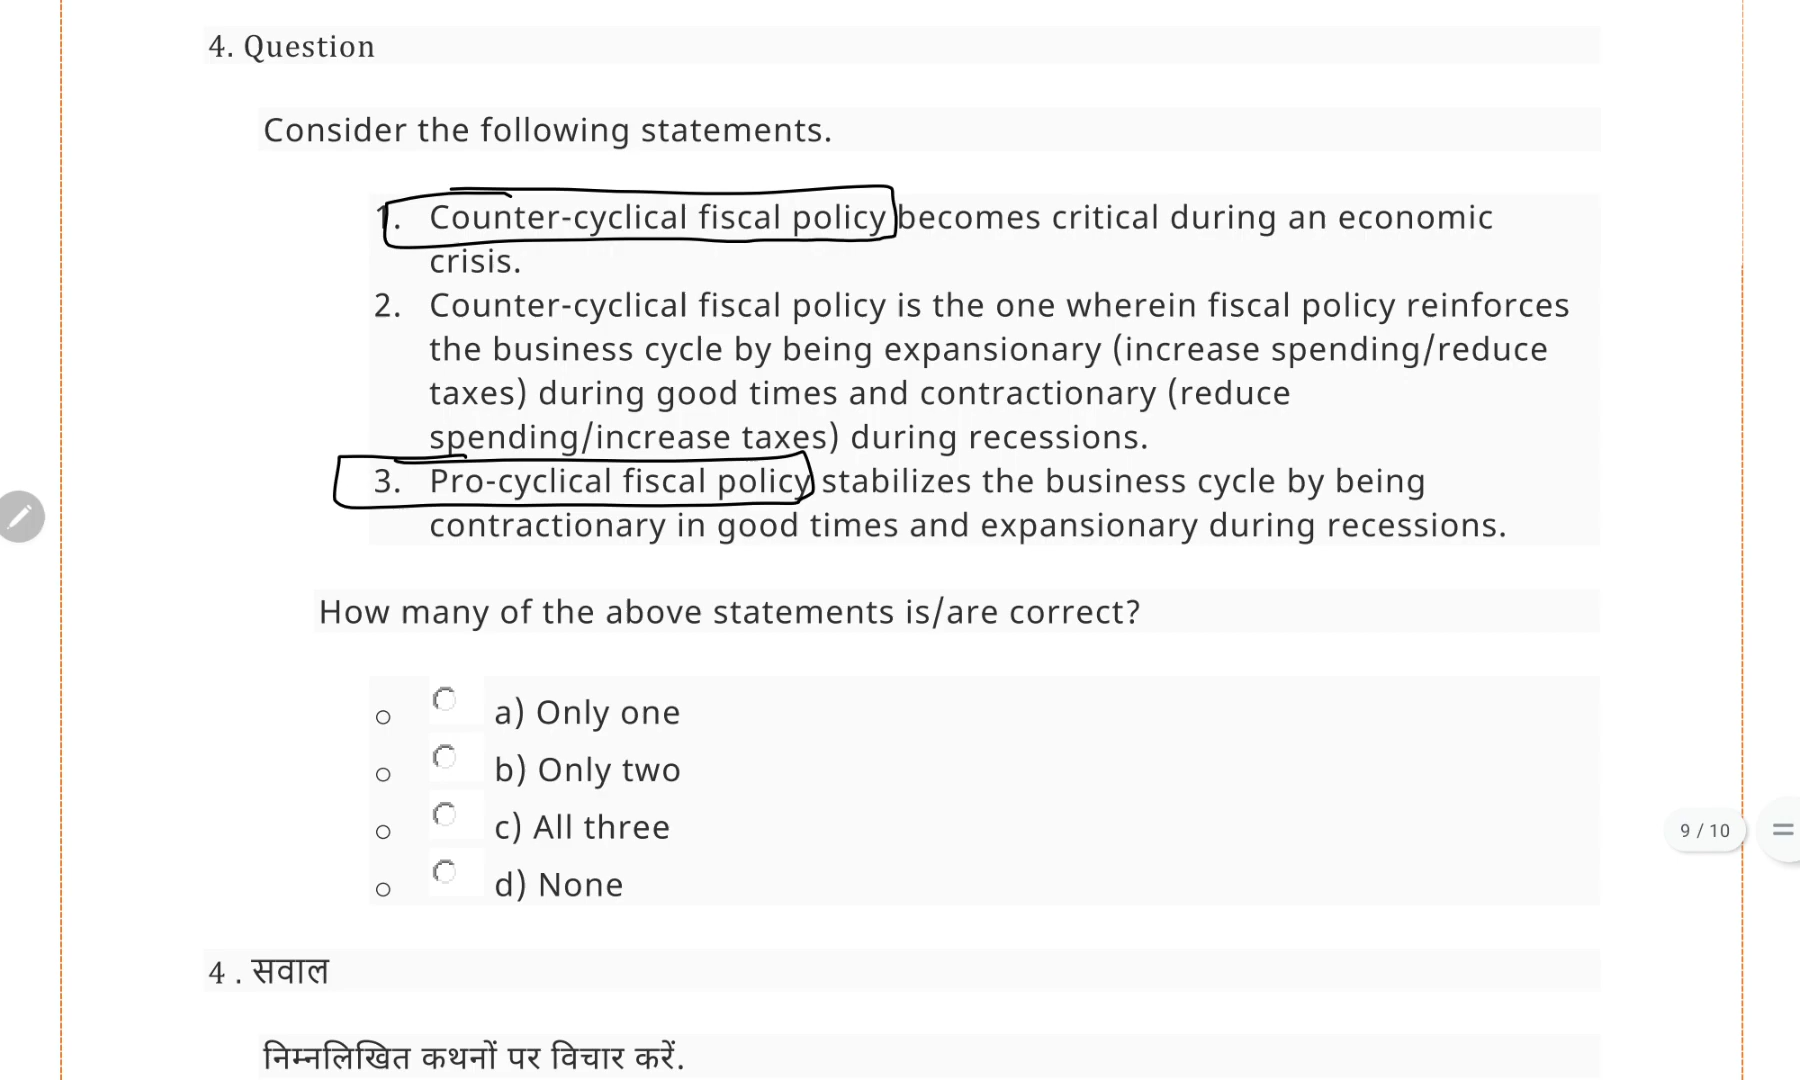 4. Question
Consider the following statements.
1. Counter-cyclical fiscal policy becomes critical during an economic
crisis.
2. Counter-cyclical fiscal policy is the one wherein fiscal policy reinforces
the business cycle by being expansionary (increase spending/reduce
taxes) during good times and contractionary (reduce
spending/increase taxes) during recessions.
3. Pro-cyclical fiscal policy stabilizes the business cycle by being
contractionary in good times and expansionary during recessions.
How many of the above statements is/are correct?
a) Only one
b) Only two
c) All three
d) None
9 / 10
4 . सवाल
निम्नलिखित कथनों पर विचार करें.